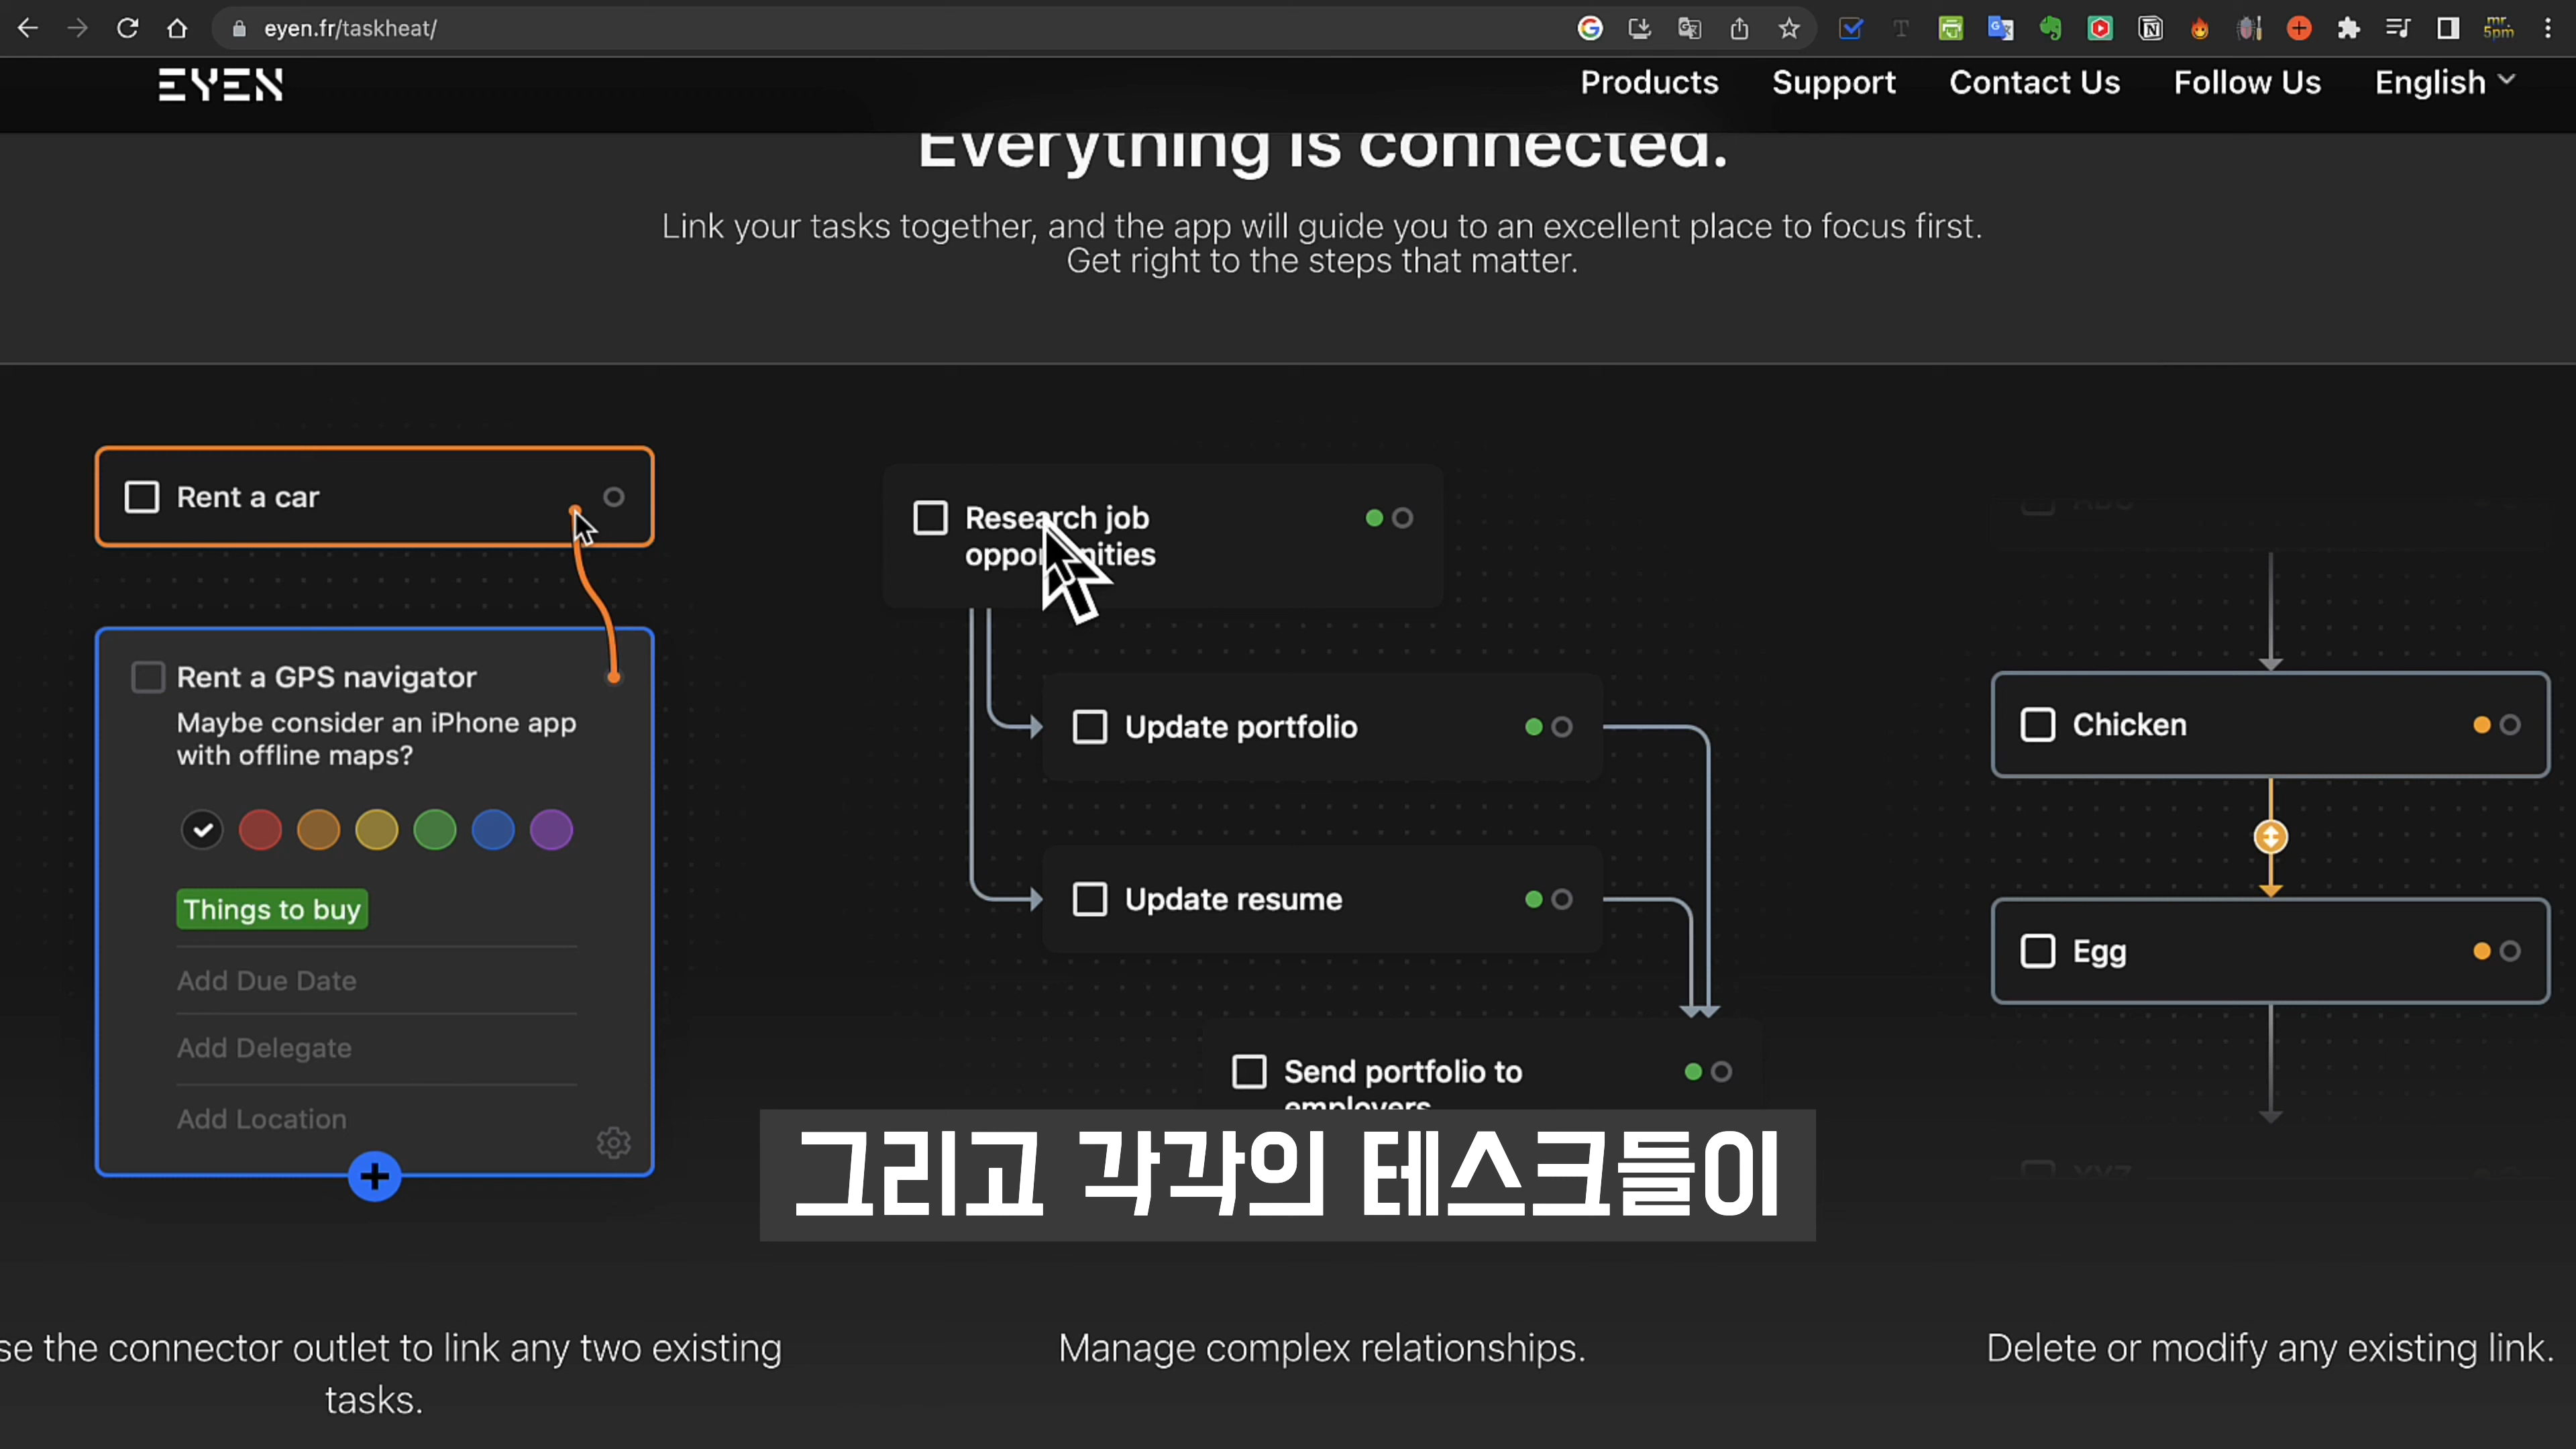 eyen.fr/taskheat/
mr.
5pm
EYEN
Products
Support
Contact Us
Follow Us
English
Everything is connected.
Link your tasks together, and the app will guide you to an excellent place to focus first.
Get right to the steps that matter.
Rent a car
Rent a GPS navigator
Maybe consider an iPhone app
with offline maps?
Things to buy
Add Due Date
Add Delegate
Add Location
Research job
opportunities
Update portfolio
Update resume
Send portfolio to
employers
Chicken
Egg
XYZ
그리고 각각의 테스크들이
se the connector outlet to link any two existing
tasks.
Manage complex relationships.
Delete or modify any existing link.